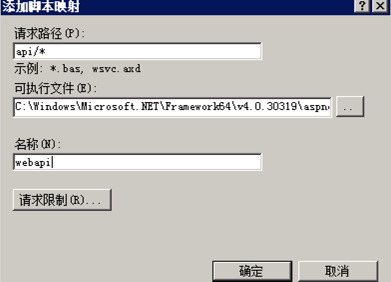 添加脚本映射
请求路径(P):
api/*
示例: *.bas, wsvc.axd
可执行文件(E):
C:\Windows\Microsoft.NET\Framework64\v4.0.30319\aspne
..
名称(N):
webapi
请求限制(R)...
确定
取消